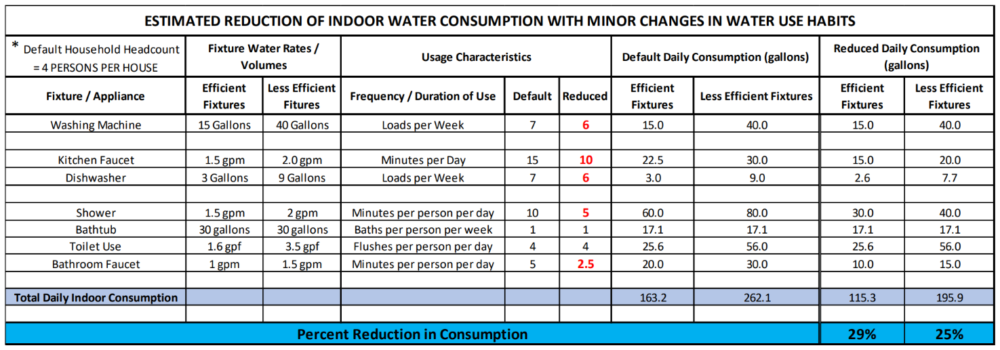 ESTIMATED REDUCTION OF INDOOR WATER CONSUMPTION WITH MINOR CHANGES IN WATER USE HABITS
* Default Household Headcount
= 4 PERSONS PER HOUSE
Fixture Water Rates /
Volumes
Usage Characteristics
Default Daily Consumption (gallons)
Reduced Daily Consumption
(gallons)
Fixture / Appliance
Efficient
Fixtures
Less Efficient
Fitures
Frequency / Duration of Use
Default
Reduced
Efficient
Fixtures
Less Efficient Fixtures
Efficient
Fixtures
Less Efficient
Fixtures
Washing Machine 15 Gallons 40 Gallons Loads per Week 7 6 15.0 40.0 15.0 40.0
Kitchen Faucet 1.5 gpm 2.0 gpm Minutes per Day 15 10 22.5 30.0 15.0 20.0
Dishwasher 3 Gallons 9 Gallons Loads per Week 7 6 3.0 9.0 2.6 7.7
Shower 1.5 gpm 2 gpm Minutes per person per day 10 5 60.0 80.0 30.0 40.0
Bathtub 30 gallons 30 gallons Baths per person per week 1 1 17.1 17.1 17.1 17.1
Toilet Use 1.6 gpf 3.5 gpf Flushes per person per day 4 4 25.6 56.0 25.6 56.0
Bathroom Faucet 1 gpm 1.5 gpm Minutes per person per day 5 2.5 20.0 30.0 10.0 15.0
Total Daily Indoor Consumption 163.2 262.1 115.3 195.9
Percent Reduction in Consumption 29% 25%